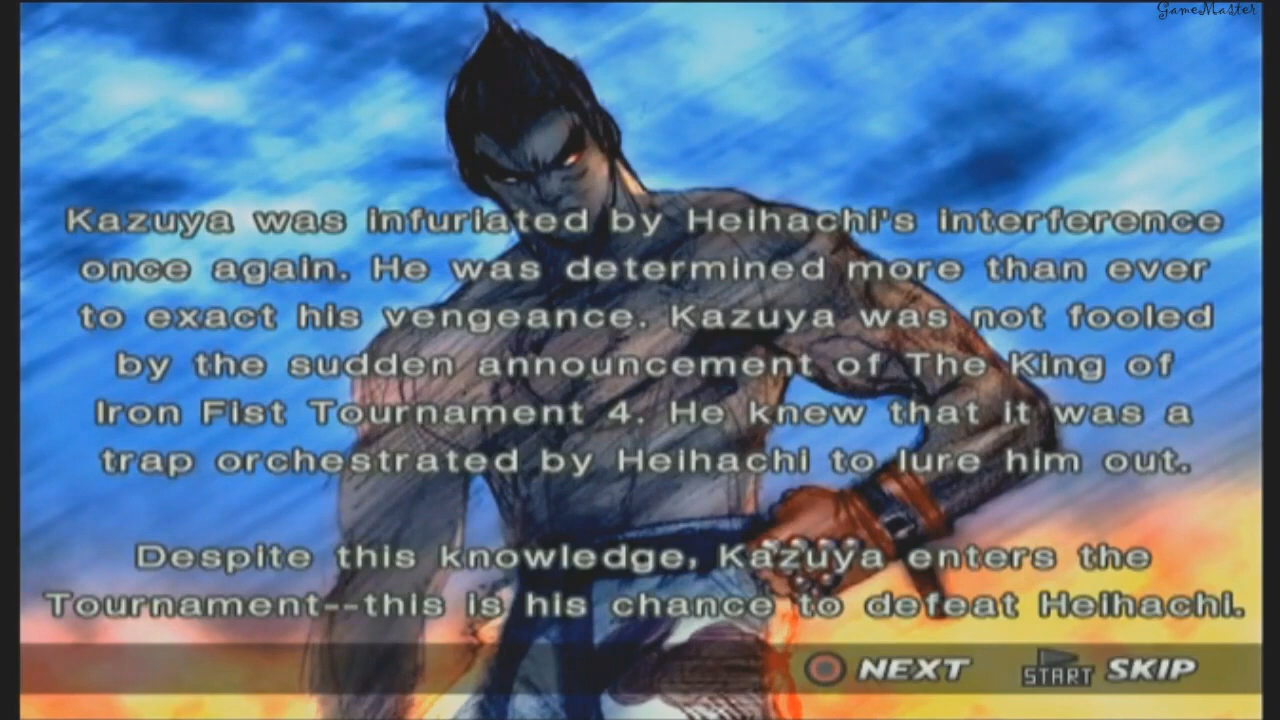 GameMaster
Kazuya was infuriated by Heihachi's interference
once again. He was determined more than ever
to exact his vengeance. Kazuya was not fooled
by the sudden announcement of The King of
Iron Fist Tournament 4. He knew that it was a
trap orchestrated by Heihachi to lure him out.
Despite this knowledge, Kazuya enters the
Tournament--this is his chance to defeat Heihachi.
NEXT START SKIP